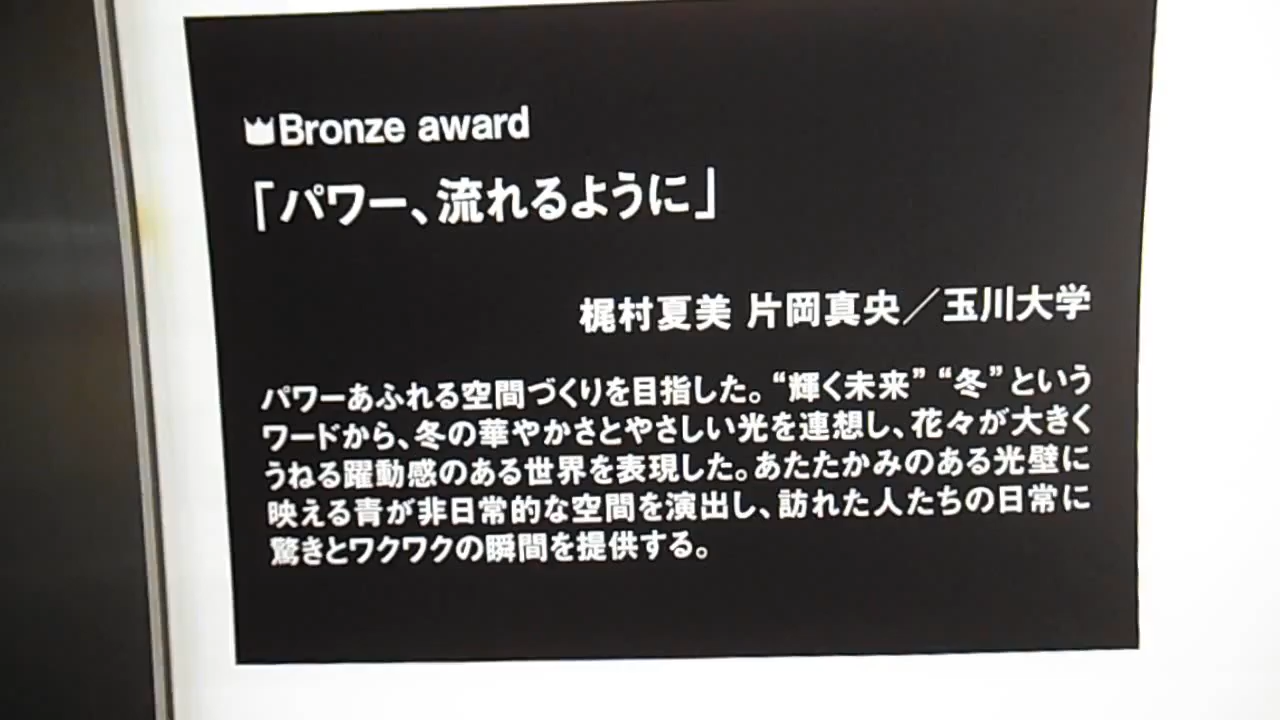 Bronze award
「パワー、流れるように」
梶村夏美 片岡真央／玉川大学
パワーあふれる空間づくりを目指した。“輝く未来”“冬”という
ワードから、冬の華やかさとやさしい光を連想し、花々が大きく
うねる躍動感のある世界を表現した。あたたかみのある光壁に
映える青が非日常的な空間を演出し、訪れた人たちの日常に
驚きとワクワクの瞬間を提供する。